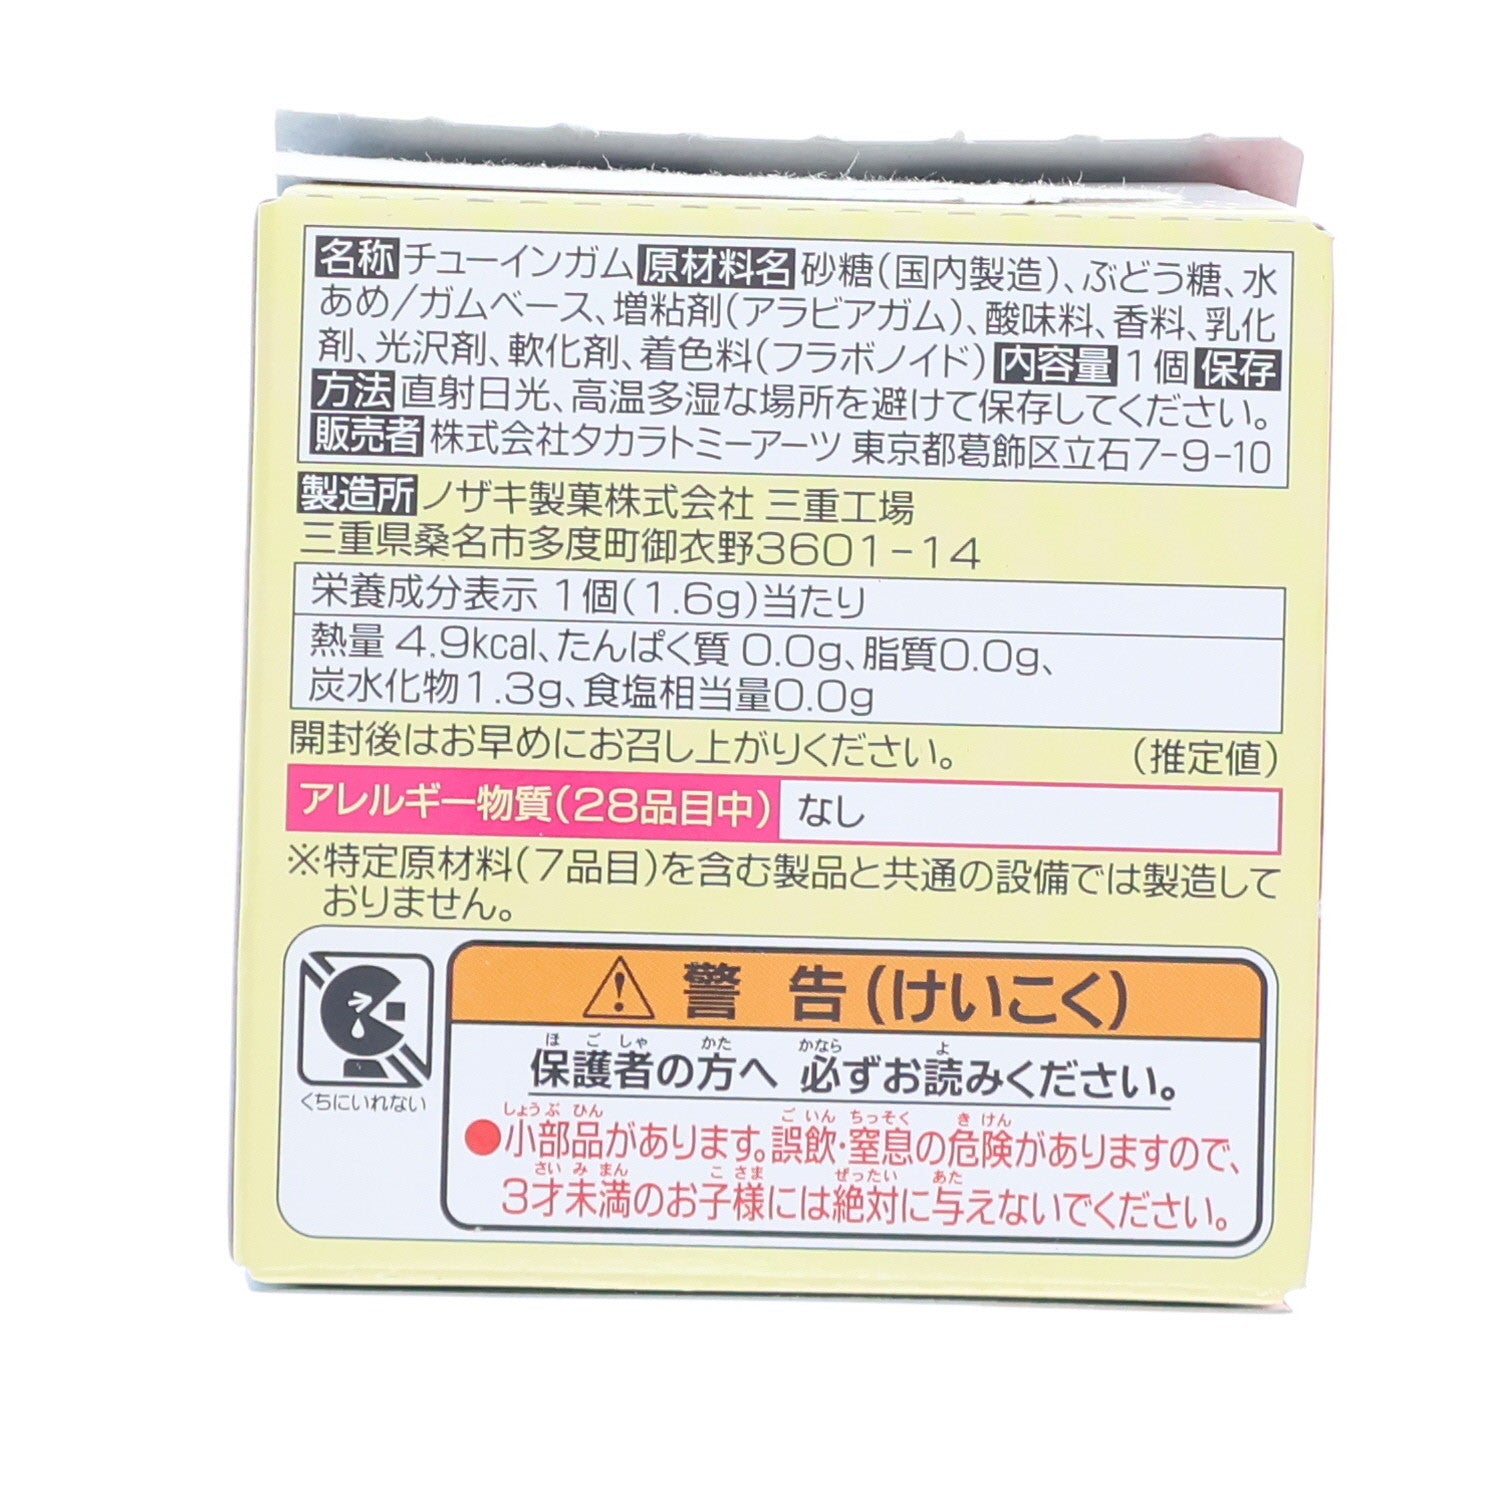 名称 チューインガム 原材料名 砂糖(国内製造)、ぶどう糖、水
あめ/ガムベース、増粘剤(アラビアガム)、酸味料、香料、乳化
剤、光沢剤、軟化剤、着色料(フラボノイド) 内容量 1個 保存
方法 直射日光、高温多湿な場所を避けて保存してください。
販売者 株式会社タカラトミーアーツ 東京都葛飾区立石7-9-10
製造所 ノザキ製菓株式会社 三重工場
三重県桑名市多度町御衣野3601-14
栄養成分表示 1個(1.6g)当たり
熱量 4.9kcal、たんぱく質 0.0g、脂質0.0g、
炭水化物1.3g、食塩相当量0.0g
開封後はお早めにお召し上がりください。 (推定値)
アレルギー物質(28品目中) なし
※特定原材料(7品目)を含む製品と共通の設備では製造して
おりません。
くちにいれない
警告(けいこく)
ほごしゃ かた かなら よ
保護者の方へ 必ずお読みください。
しょうぶひん ごいん ちっそく きけん
●小部品があります。誤飲・窒息の危険がありますので、
さいみまん こさま ぜったい あた
3才未満のお子様には絶対に与えないでください。